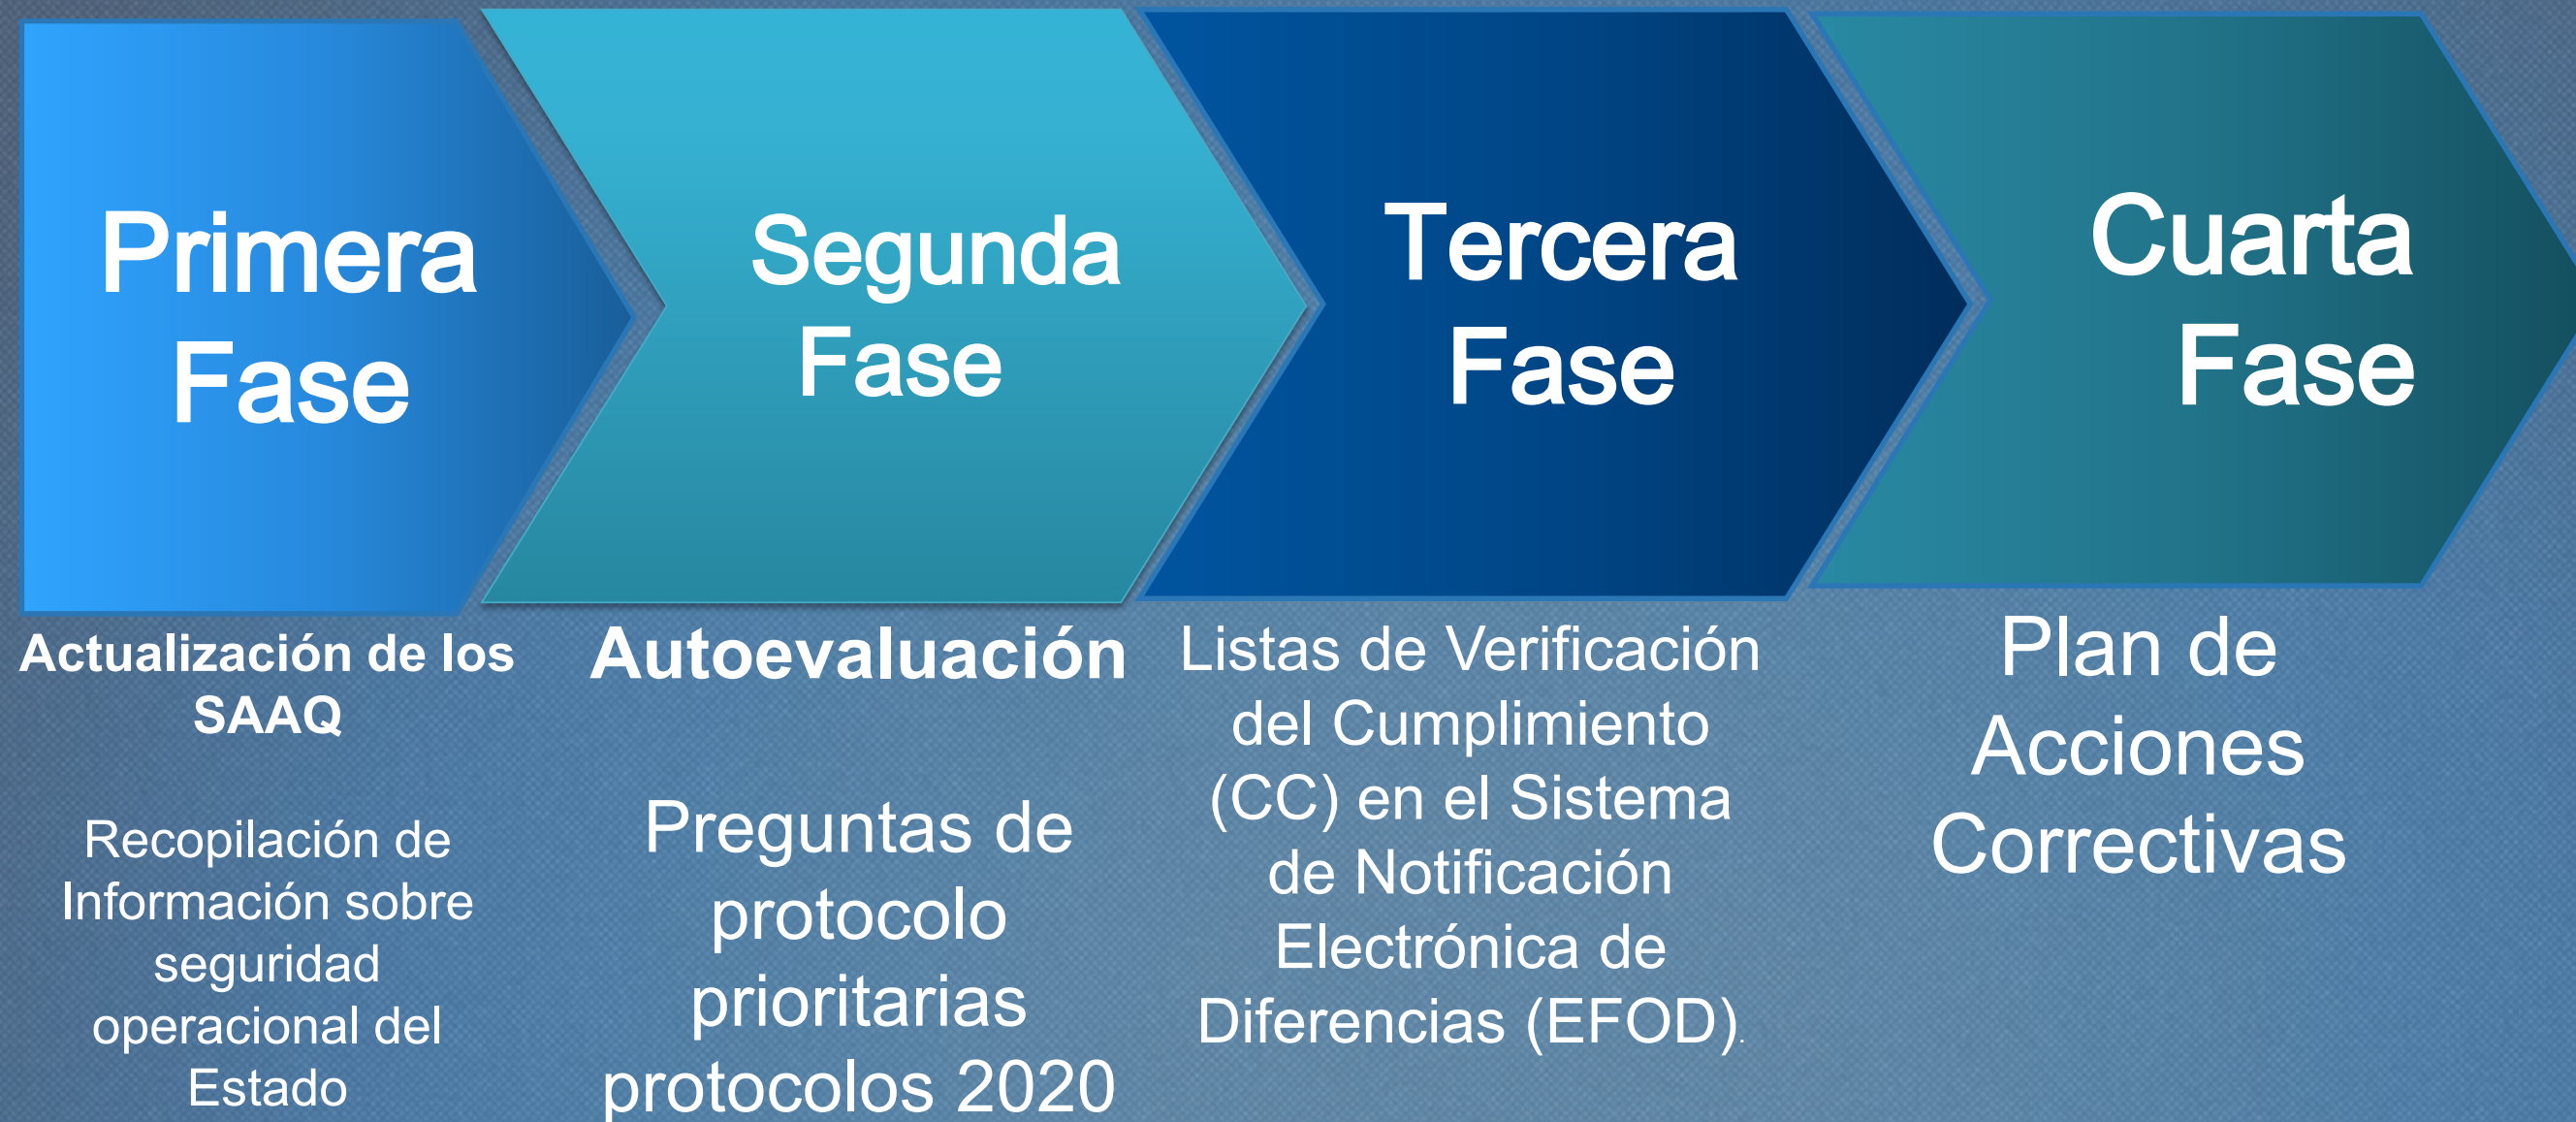 Primera
Fase
Segunda
Fase
Tercera
Fase
Cuarta
Fase
Actualización de los
SAAQ
Recopilación de
Información sobre
seguridad
operacional del
Estado
Autoevaluación
Preguntas de
protocolo
prioritarias
protocolos 2020
Listas de Verificación
del Cumplimiento
(CC) en el Sistema
de Notificación
Electrónica de
Diferencias (EFOD).
Plan de
Acciones
Correctivas